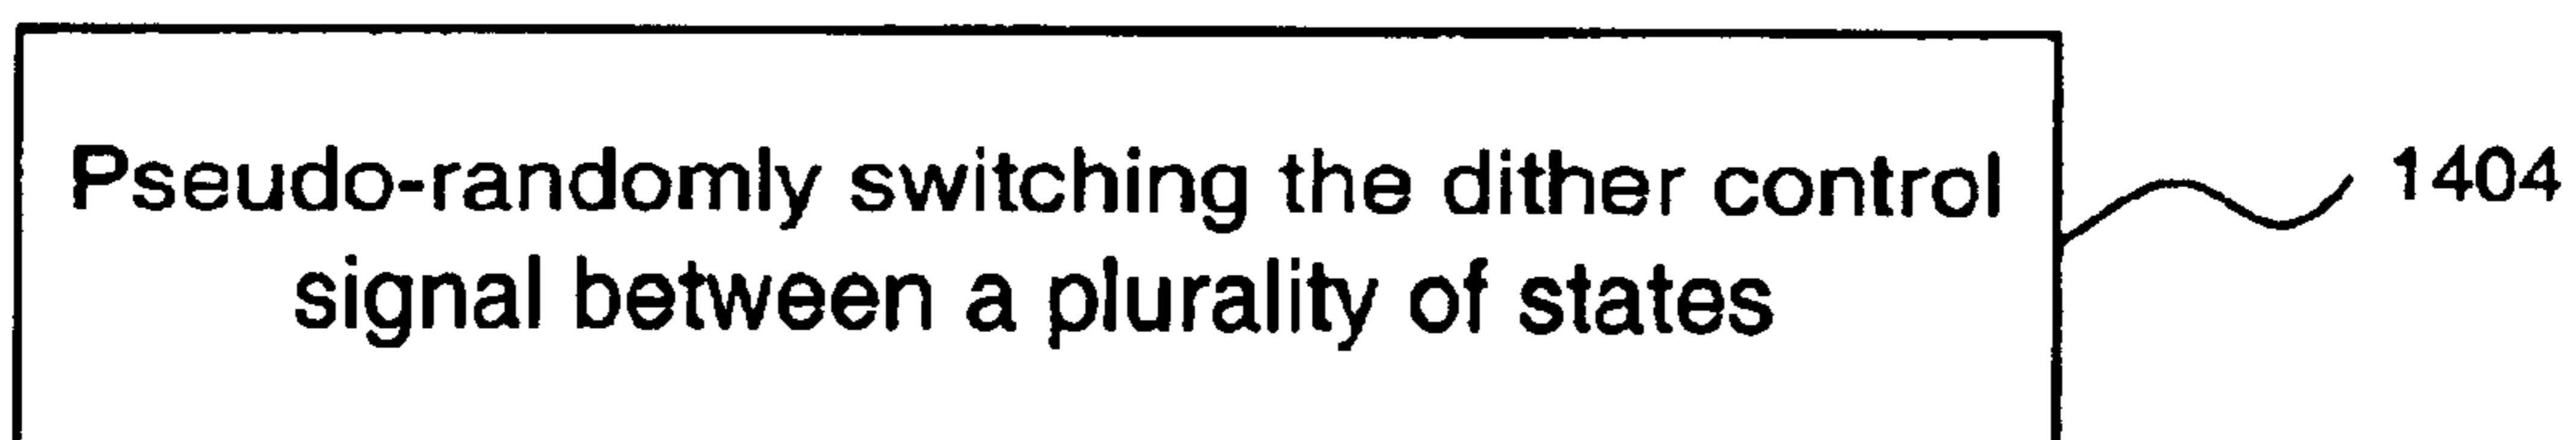 Pseudo-randomly switching the dither control
signal between a plurality of states
1404